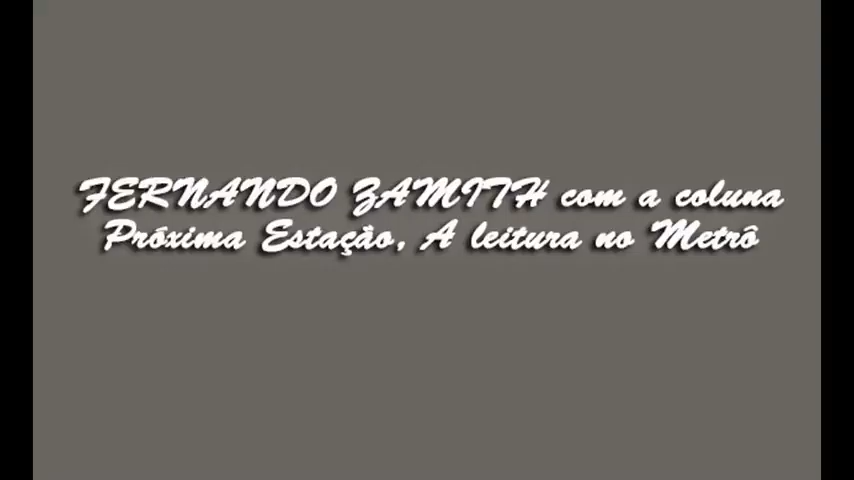 FERNANDO ZAMITH com a coluna
Próxima Estação, A leitura no Metrô